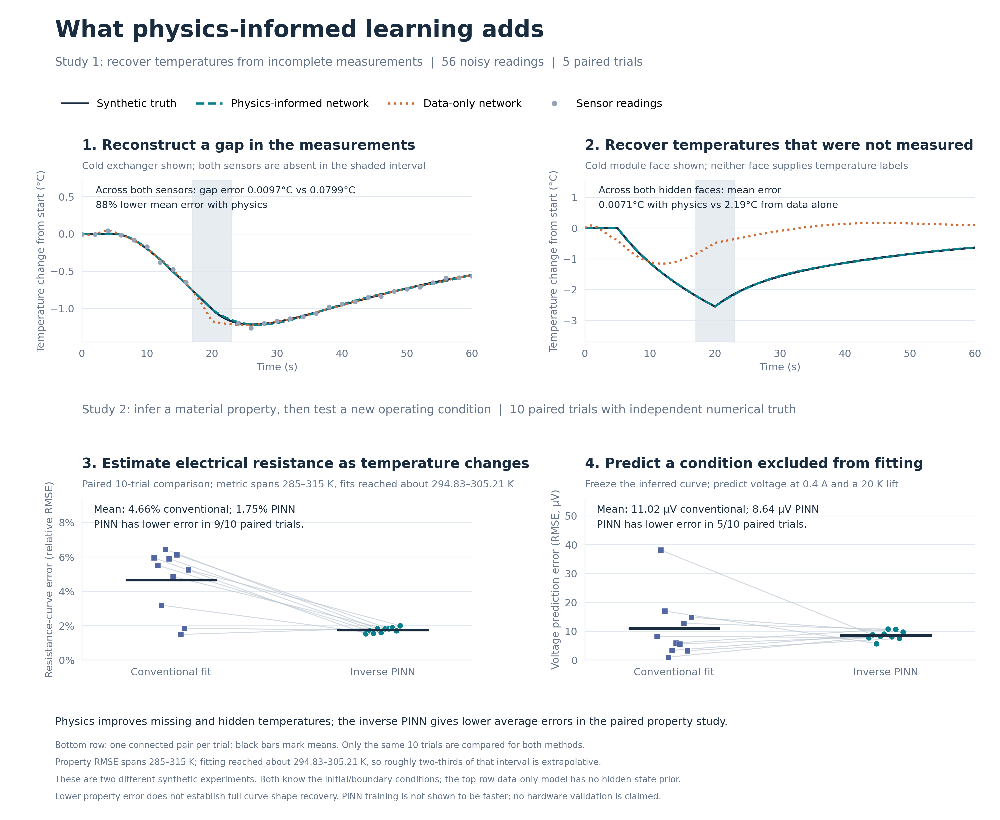 What physics-informed learning adds
Study 1: recover temperatures from incomplete measurements | 56 noisy readings | 5 paired trials
Synthetic truth
Physics-informed network
Data-only network
Sensor readings
1. Reconstruct a gap in the measurements
Cold exchanger shown; both sensors are absent in the shaded interval
Temperature change from start (°C)
Across both sensors: gap error 0.0097°C vs 0.0799°C
88% lower mean error with physics
0.5
0.0
−0.5
−1.0
0 10 20 30 40 50 60
Time (s)
2. Recover temperatures that were not measured
Cold module face shown; neither face supplies temperature labels
Temperature change from start (°C)
Across both hidden faces: mean error
0.0071°C with physics vs 2.19°C from data alone
1
0
−1
−2
−3
0 10 20 30 40 50 60
Time (s)
Study 2: infer a material property, then test a new operating condition | 10 paired trials with independent numerical truth
3. Estimate electrical resistance as temperature changes
Paired 10-trial comparison; metric spans 285–315 K, fits reached about 294.83–305.21 K
Resistance-curve error (relative RMSE)
Mean: 4.66% conventional; 1.75% PINN
PINN has lower error in 9/10 paired trials.
8%
6%
4%
2%
0%
Conventional fit
Inverse PINN
4. Predict a condition excluded from fitting
Freeze the inferred curve; predict voltage at 0.4 A and a 20 K lift
Voltage prediction error (RMSE, µV)
Mean: 11.02 µV conventional; 8.64 µV PINN
PINN has lower error in 5/10 paired trials.
50
40
30
20
10
0
Conventional fit
Inverse PINN
Physics improves missing and hidden temperatures; the inverse PINN gives lower average errors in the paired property study.
Bottom row: one connected pair per trial; black bars mark means. Only the same 10 trials are compared for both methods.
Property RMSE spans 285–315 K; fitting reached about 294.83–305.21 K, so roughly two-thirds of that interval is extrapolative.
These are two different synthetic experiments. Both know the initial/boundary conditions; the top-row data-only model has no hidden-state prior.
Lower property error does not establish full curve-shape recovery. PINN training is not shown to be faster; no hardware validation is claimed.